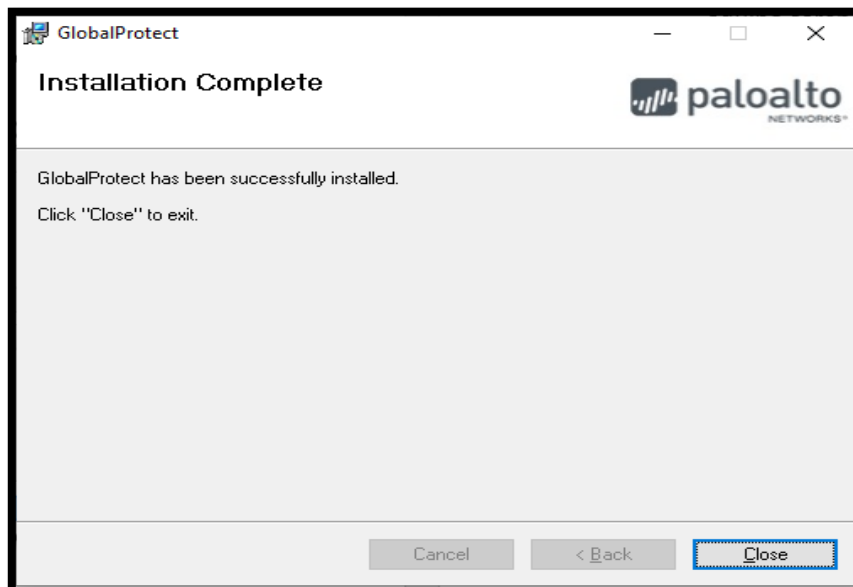 GlobalProtect
Installation Complete
paloalto
NETWORKS
GlobalProtect has been successfully installed.
Click "Close" to exit.
Cancel
< Back
Close